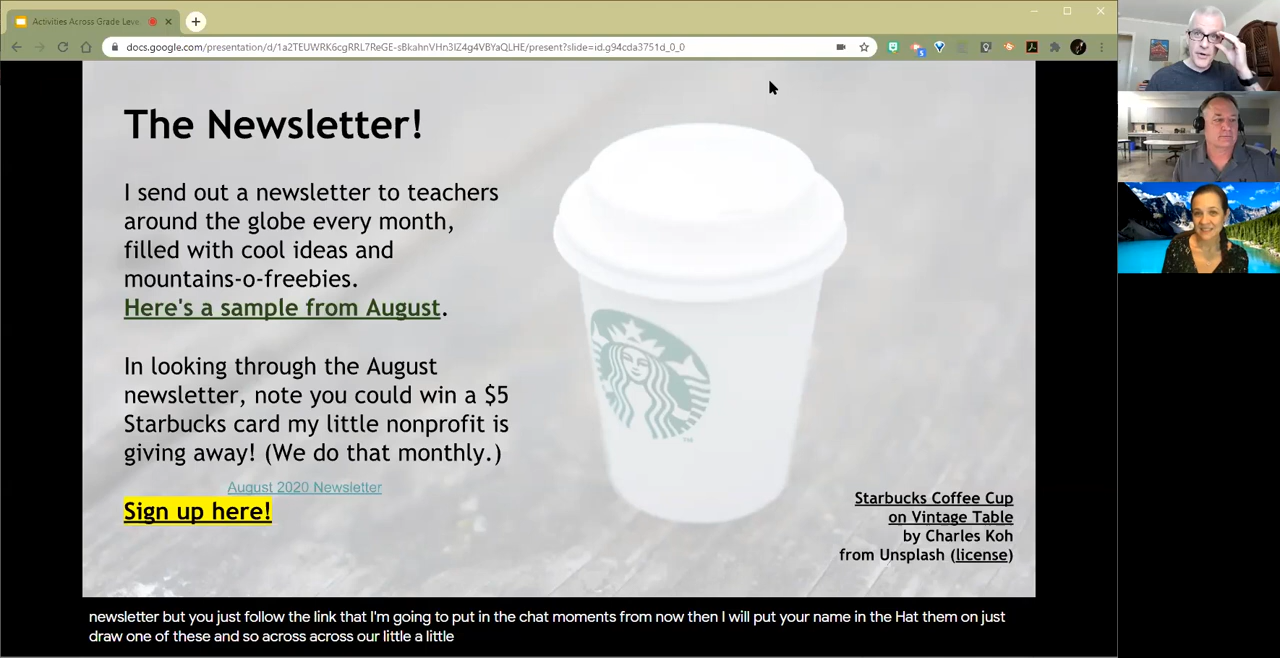 Activities Across Grade Leve
docs.google.com/presentation/d/1a2TEUWRK6cgRRL7ReGE-sBkahnVHn3IZ4g4VBYaQLHE/present?slide=id.g94cda3751d_0_0
5
The Newsletter!
I send out a newsletter to teachers
around the globe every month,
filled with cool ideas and
mountains-o-freebies.
Here's a sample from August.
In looking through the August
newsletter, note you could win a $5
Starbucks card my little nonprofit is
giving away! (We do that monthly.)
August 2020 Newsletter
Sign up here!
TM
Starbucks Coffee Cup
on Vintage Table
by Charles Koh
from Unsplash (license)
newsletter but you just follow the link that I'm going to put in the chat moments from now then I will put your name in the Hat them on just
draw one of these and so across across our little a little